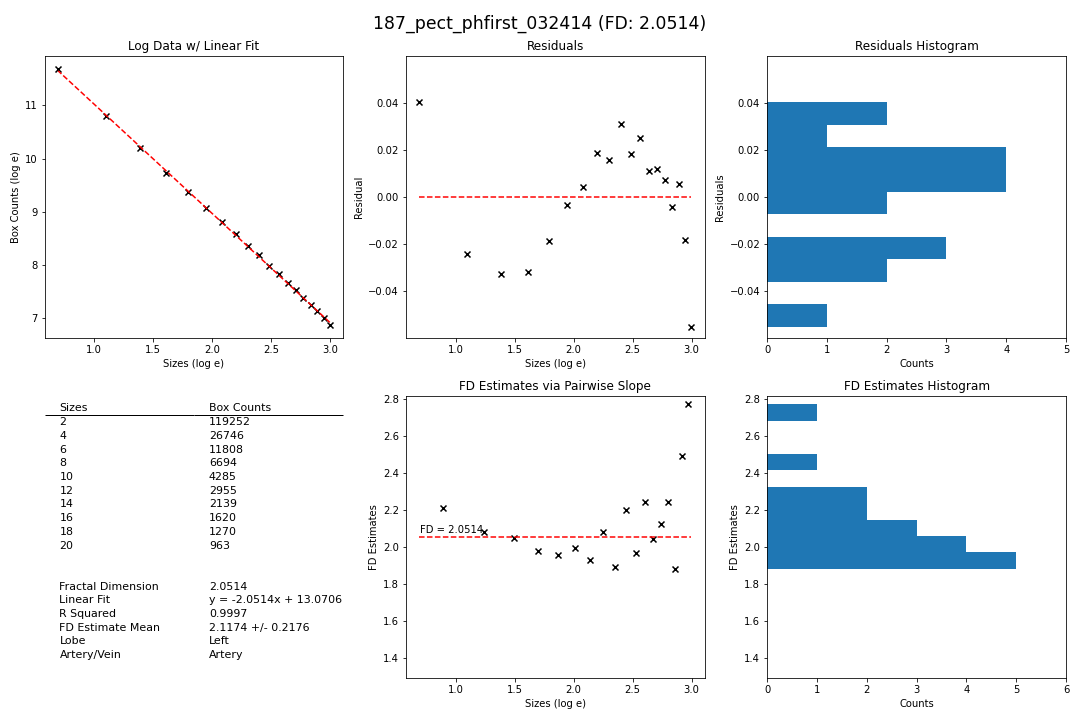 187_pect_phfirst_032414 (FD: 2.0514)
Log Data w/ Linear Fit
Box Counts (log e)
11
10
9
8
7
1.0 1.5 2.0 2.5 3.0
Sizes (log e)
Residuals
Residual
0.04
0.02
0.00
−0.02
−0.04
1.0 1.5 2.0 2.5 3.0
Sizes (log e)
Residuals Histogram
Residuals
0.04
0.02
0.00
−0.02
−0.04
0 1 2 3 4 5
Counts
Sizes Box Counts
2 119252
4 26746
6 11808
8 6694
10 4285
12 2955
14 2139
16 1620
18 1270
20 963
Fractal Dimension 2.0514
Linear Fit y = -2.0514x + 13.0706
R Squared 0.9997
FD Estimate Mean 2.1174 +/- 0.2176
Lobe Left
Artery/Vein Artery
FD Estimates via Pairwise Slope
FD Estimates
2.8
2.6
2.4
2.2
2.0
1.8
1.6
1.4
FD = 2.0514
1.0 1.5 2.0 2.5 3.0
Sizes (log e)
FD Estimates Histogram
FD Estimates
2.8
2.6
2.4
2.2
2.0
1.8
1.6
1.4
0 1 2 3 4 5 6
Counts